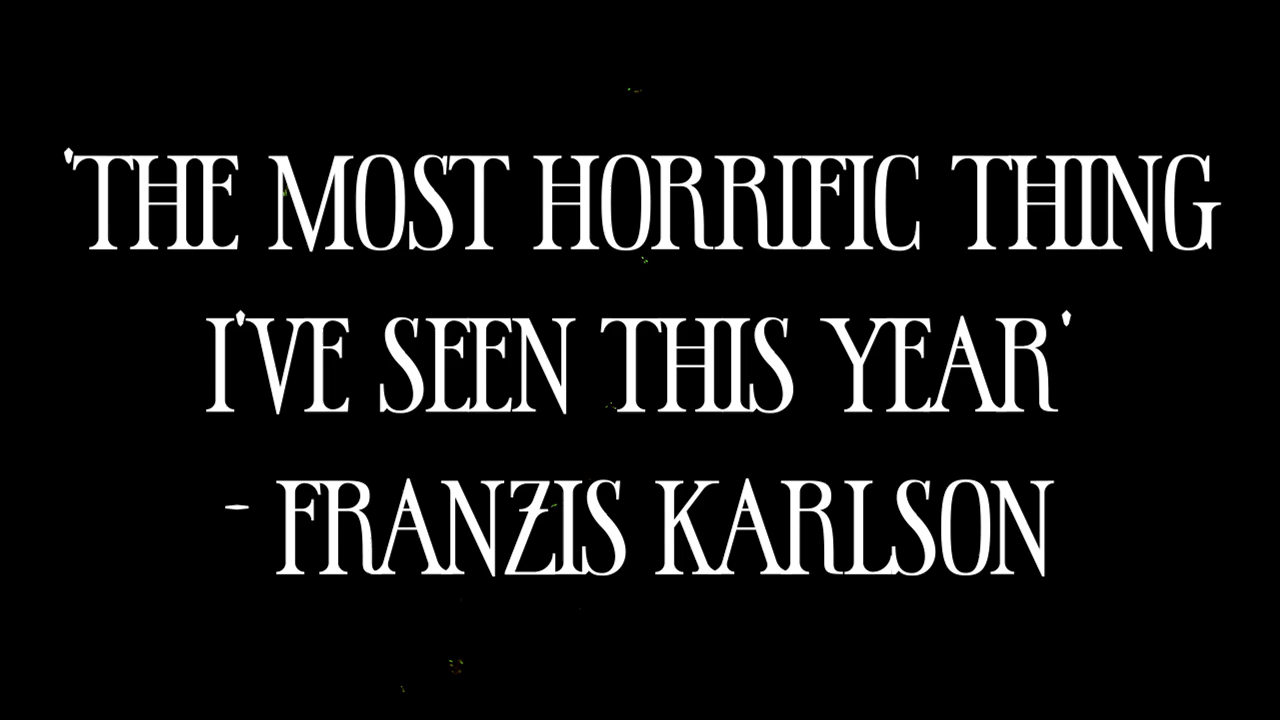 'THE MOST HORRIFIC THING
I'VE SEEN THIS YEAR'
- FRANZIS KARLSON